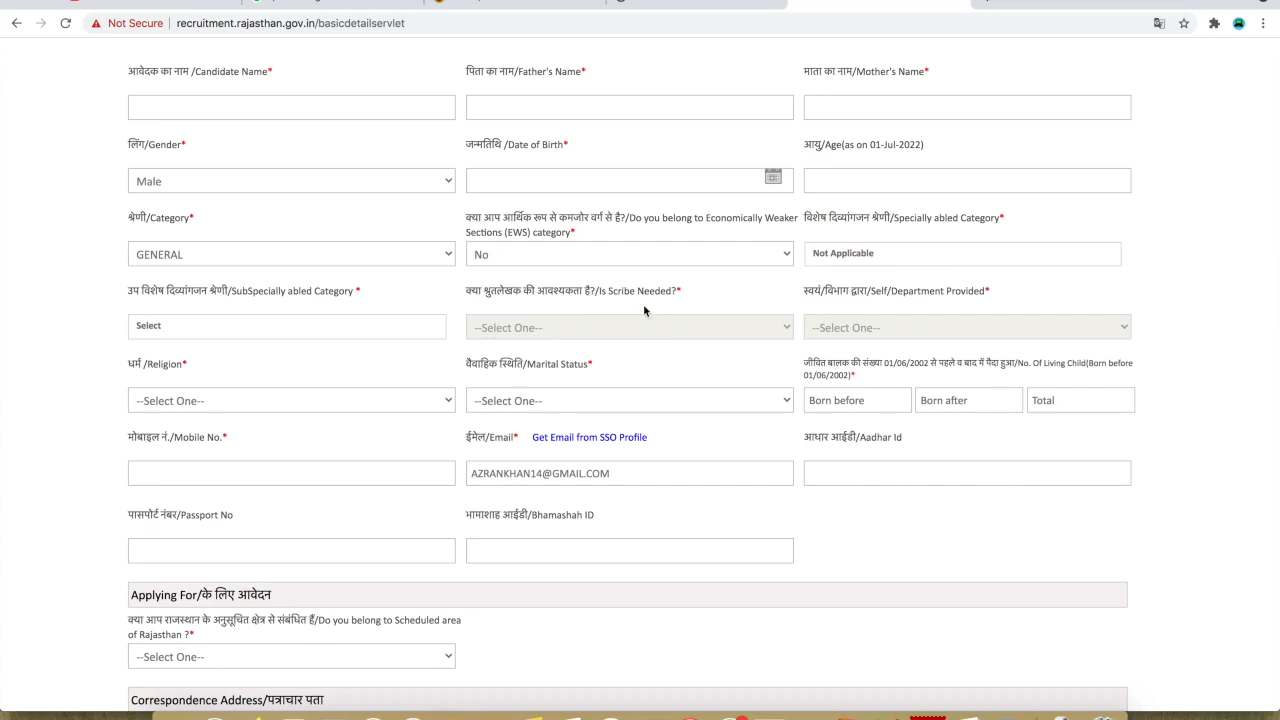 Not Secure recruitment.rajasthan.gov.in/basicdetailservlet
आवेदक का नाम /Candidate Name* पिता का नाम/Father's Name* माता का नाम/Mother's Name*
लिंग/Gender* जन्मतिथि /Date of Birth* आयु/Age(as on 01-Jul-2022)
Male
श्रेणी/Category* क्या आप आर्थिक रूप से कमजोर वर्ग से है?/Do you belong to Economically Weaker विशेष दिव्यांगजन श्रेणी/Specially abled Category*
Sections (EWS) category*
GENERAL No Not Applicable
उप विशेष दिव्यांगजन श्रेणी/SubSpecially abled Category * क्या श्रुतलेखक की आवश्यकता है?/Is Scribe Needed?* स्वयं/विभाग द्वारा/Self/Department Provided*
Select --Select One-- --Select One--
धर्म /Religion* वैवाहिक स्थिति/Marital Status* जीवित बालक की संख्या 01/06/2002 से पहले व बाद में पैदा हुआ/No. Of Living Child(Born before
01/06/2002)*
--Select One-- --Select One-- Born before Born after Total
मोबाइल नं./Mobile No.* ईमेल/Email* Get Email from SSO Profile आधार आईडी/Aadhar Id
AZRANKHAN14@GMAIL.COM
पासपोर्ट नंबर/Passport No भामाशाह आईडी/Bhamashah ID
Applying For/के लिए आवेदन
क्या आप राजस्थान के अनुसूचित क्षेत्र से संबंधित हैं/Do you belong to Scheduled area
of Rajasthan ?*
--Select One--
Correspondence Address/पत्राचार पता